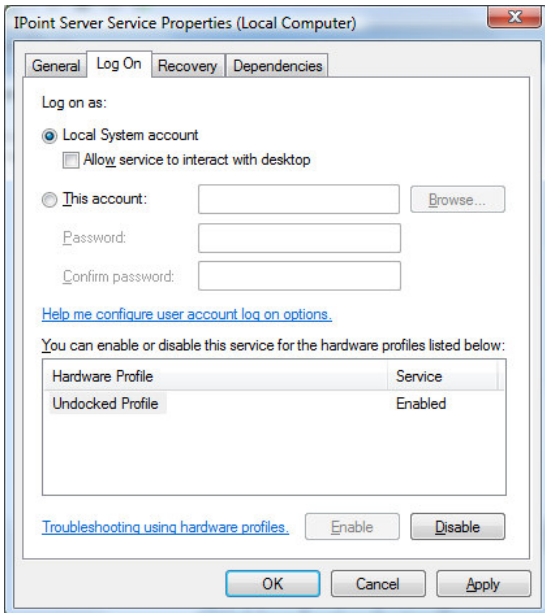 IPoint Server Service Properties (Local Computer)
General Log On Recovery Dependencies
Log on as:
Local System account
Allow service to interact with desktop
This account: Browse...
Password:
Confirm password:
Help me configure user account log on options.
You can enable or disable this service for the hardware profiles listed below:
Hardware Profile Service
Undocked Profile Enabled
Troubleshooting using hardware profiles. Enable Disable
OK Cancel Apply